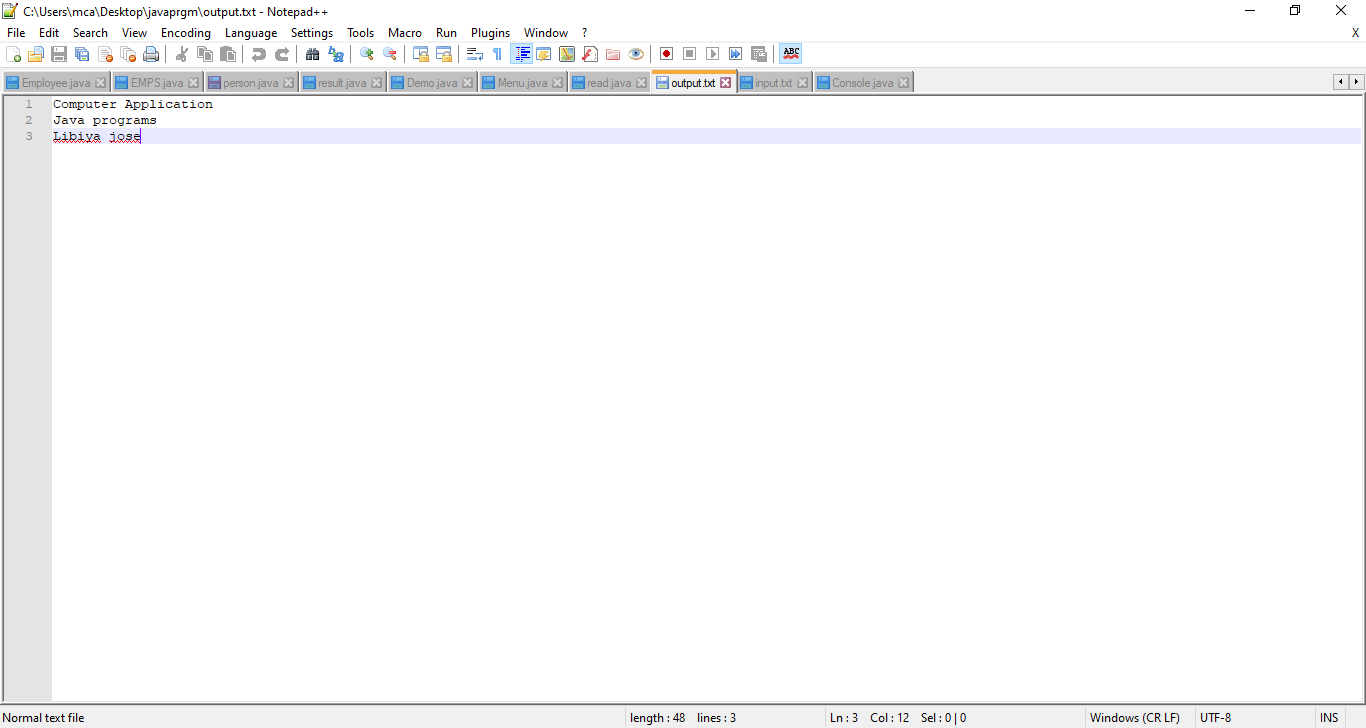 C:\Users\mca\Desktop\javaprgm\output.txt - Notepad++
File Edit Search View Encoding Language Settings Tools Macro Run Plugins Window ? X
ABC
Employee.java EMPS.java person.java result.java Demo.java Menu.java read.java output.txt input.txt Console.java
1 Computer Application
2 Java programs
3 Libiya jose
Normal text file length : 48 lines : 3 Ln : 3 Col : 12 Sel : 0 | 0 Windows (CR LF) UTF-8 INS